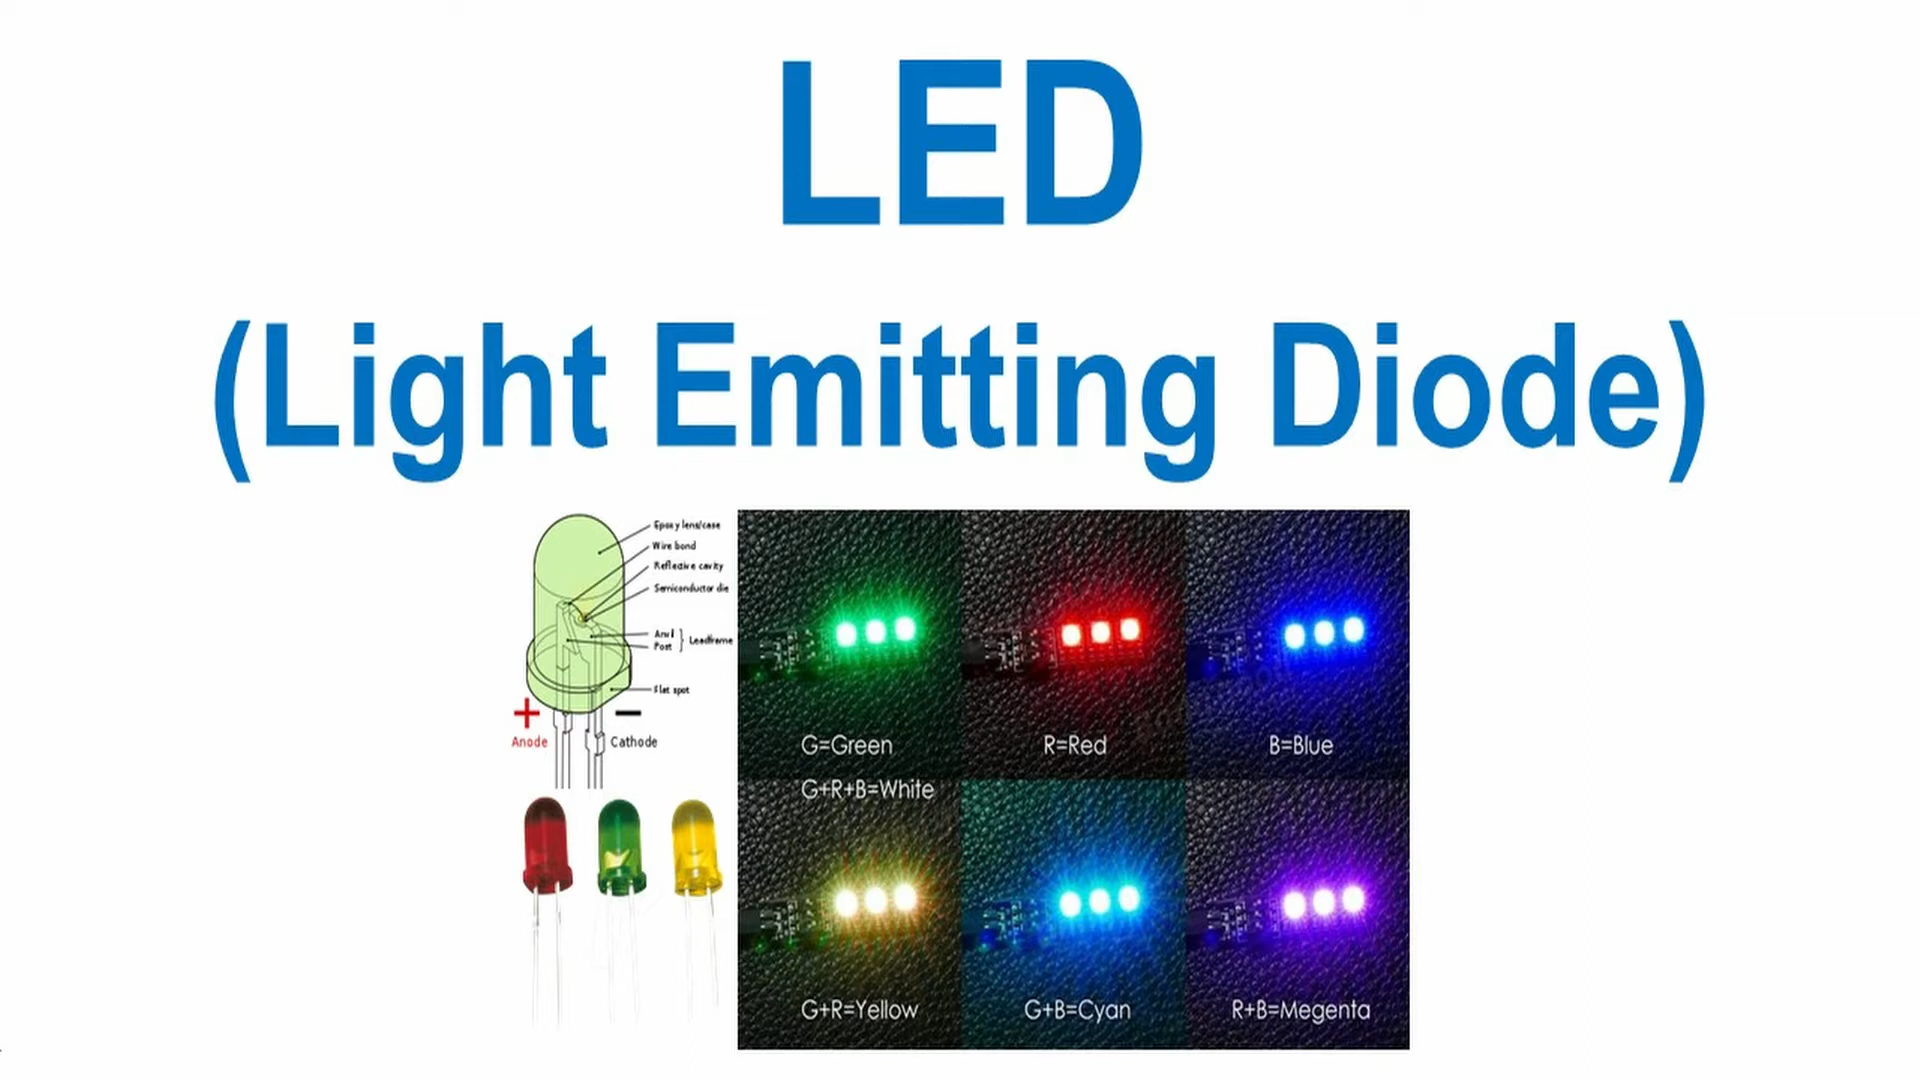 LED
(Light Emitting Diode)
Epoxy lens/case
Wire bond
Reflective cavity
Semiconductor die
Anvil
Post
Leadframe
Flat spot
+
−
Anode
Cathode
G=Green
R=Red
B=Blue
G+R+B=White
G+R=Yellow
G+B=Cyan
R+B=Megenta